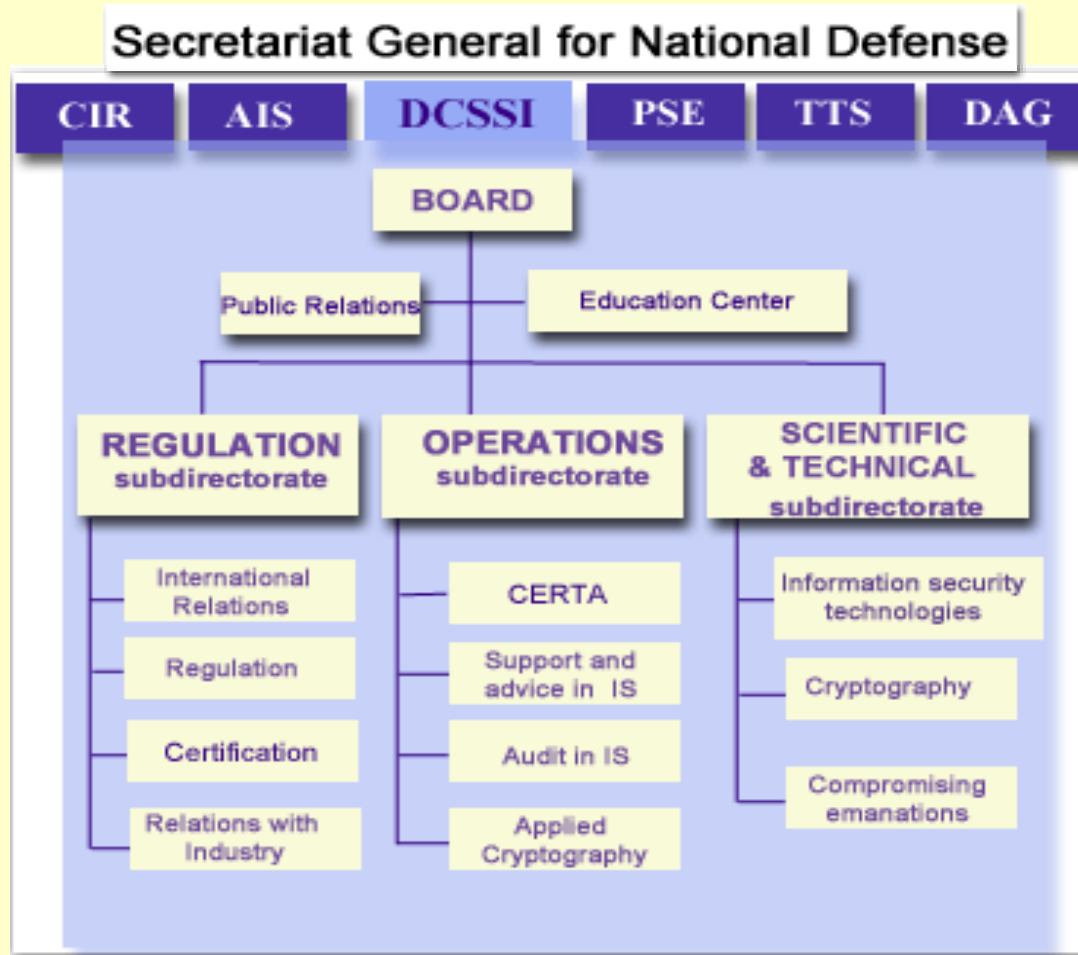 Secretariat General for National Defense
CIR AIS DCSSI PSE TTS DAG
BOARD
Public Relations
Education Center
REGULATION
subdirectorate
International
Relations
Regulation
Certification
Relations with
Industry
OPERATIONS
subdirectorate
CERTA
Support and
advice in IS
Audit in IS
Applied
Cryptography
SCIENTIFIC
& TECHNICAL
subdirectorate
Information security
technologies
Cryptography
Compromising
emanations